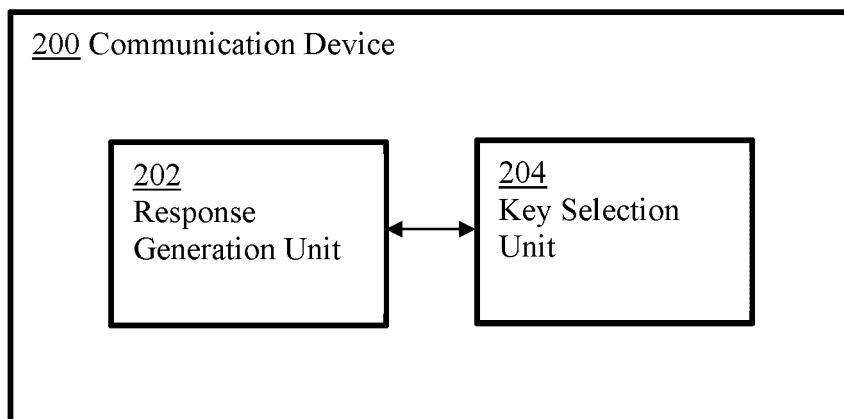 200 Communication Device
202
Response
Generation Unit
204
Key Selection
Unit